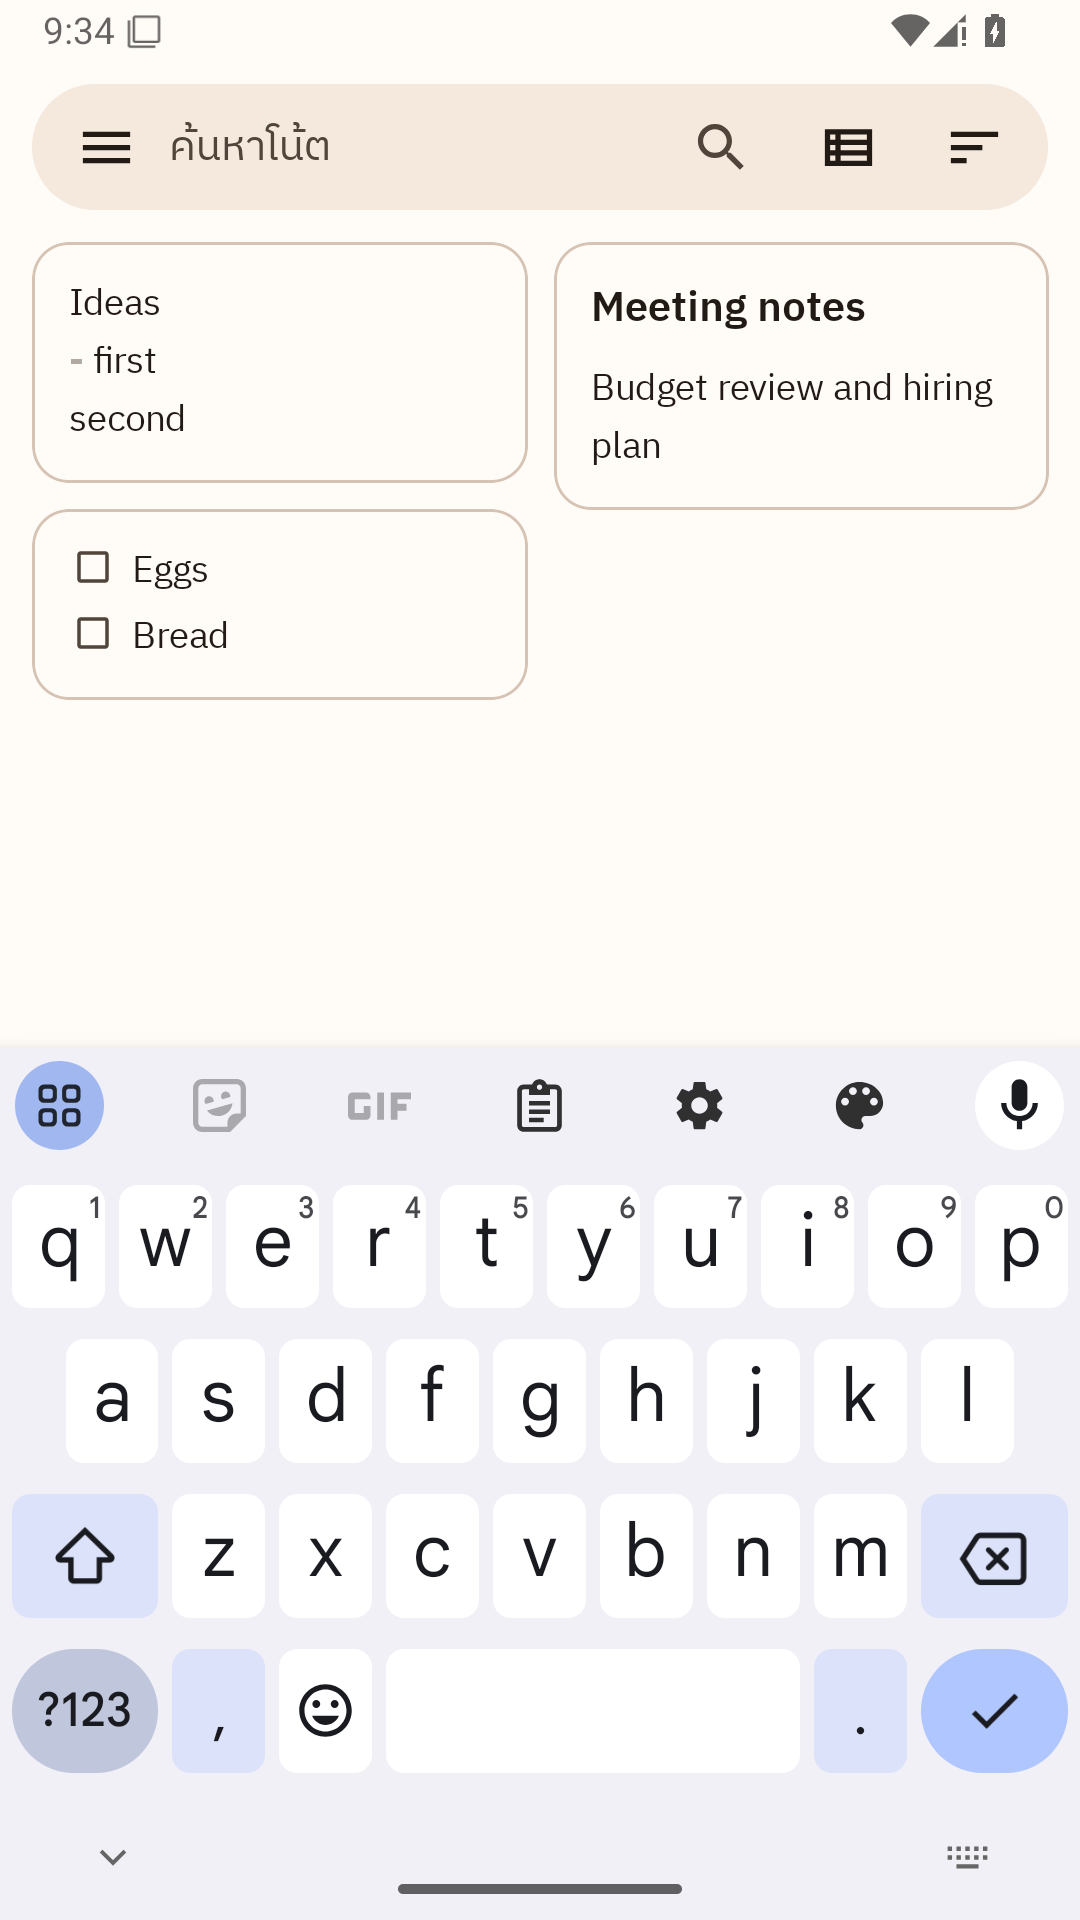 9:34
ค้นหาโน้ต
Ideas
- first
second
Meeting notes
Budget review and hiring
plan
Eggs
Bread
GIF
q 1 w 2 e 3 r 4 t 5 y 6 u 7 i 8 o 9 p 0
a s d f g h j k l
z x c v b n m
?123 , .